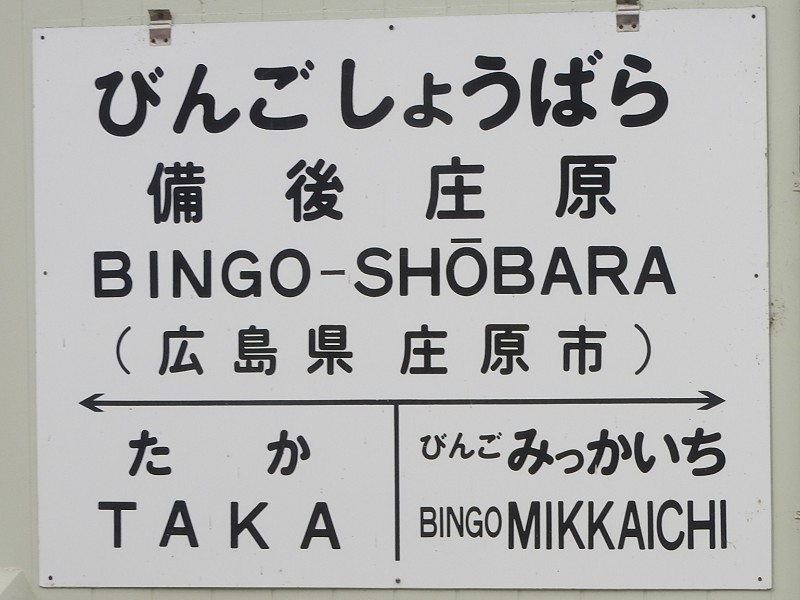 びんごしょうばら
備後庄原
BINGO-SHŌBARA
(広島県 庄原市)
たか
TAKA
びんごみっかいち
BINGO MIKKAICHI